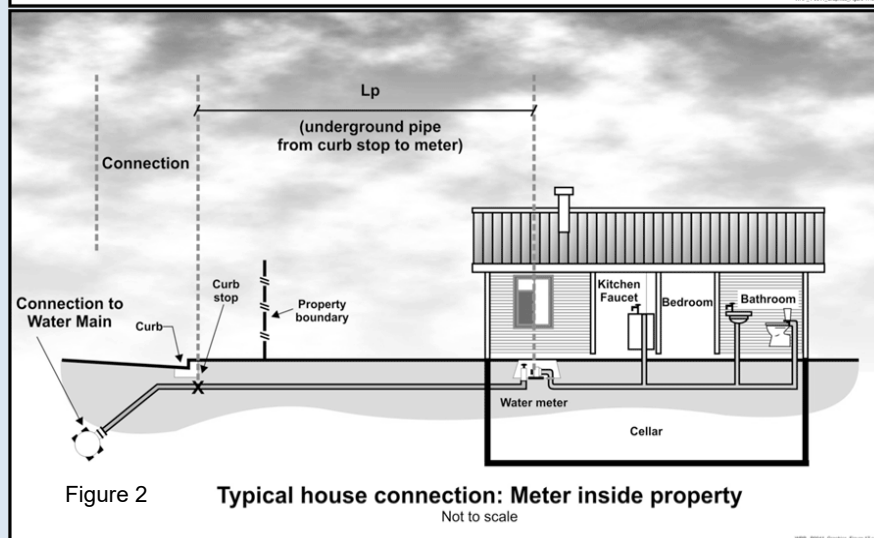 Lp
(underground pipe
from curb stop to meter)
Connection
Connection to
Water Main
Curb
Curb
stop
Property
boundary
Kitchen
Faucet
Bedroom
Bathroom
Water meter
Cellar
Figure 2
Typical house connection: Meter inside property
Not to scale